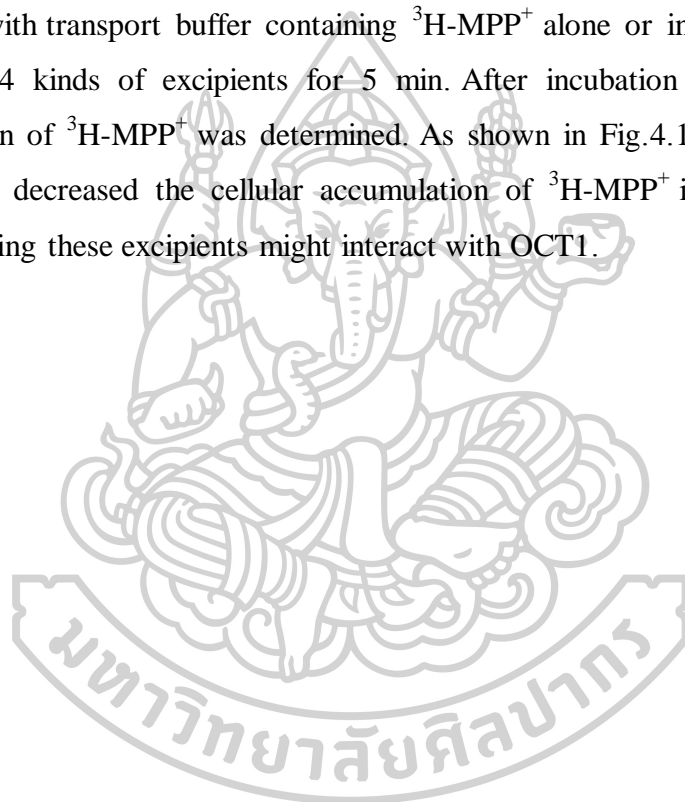 with transport buffer containing ³H-MPP⁺ alone or in
4 kinds of excipients for 5 min. After incubation
n of ³H-MPP⁺ was determined. As shown in Fig.4.1
decreased the cellular accumulation of ³H-MPP⁺ i
ing these excipients might interact with OCT1.
มหาวิทยาลัยศิลปากร